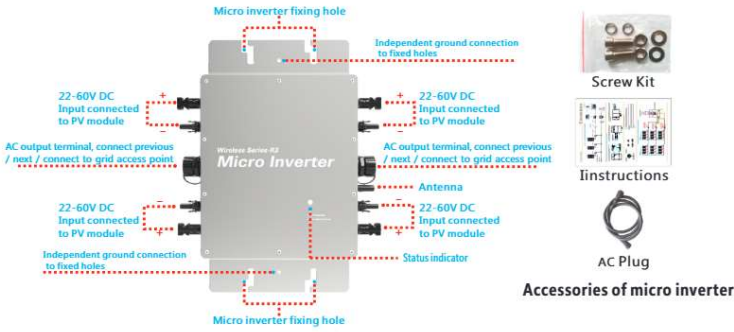 Micro inverter fixing hole
Independent ground connection
to fixed holes
22-60V DC
Input connected
to PV module
+
−
22-60V DC
Input connected
to PV module
+
−
AC output terminal, connect previous
/ next / connect to grid access point
Wireless Series-K2
Micro Inverter
AC output terminal, connect previous
/ next / connect to grid access point
Antenna
22-60V DC
Input connected
to PV module
−
+
22-60V DC
Input connected
to PV module
−
+
Independent ground connection
to fixed holes
Status indicator
Micro inverter fixing hole
Screw Kit
Iinstructions
AC Plug
Accessories of micro inverter